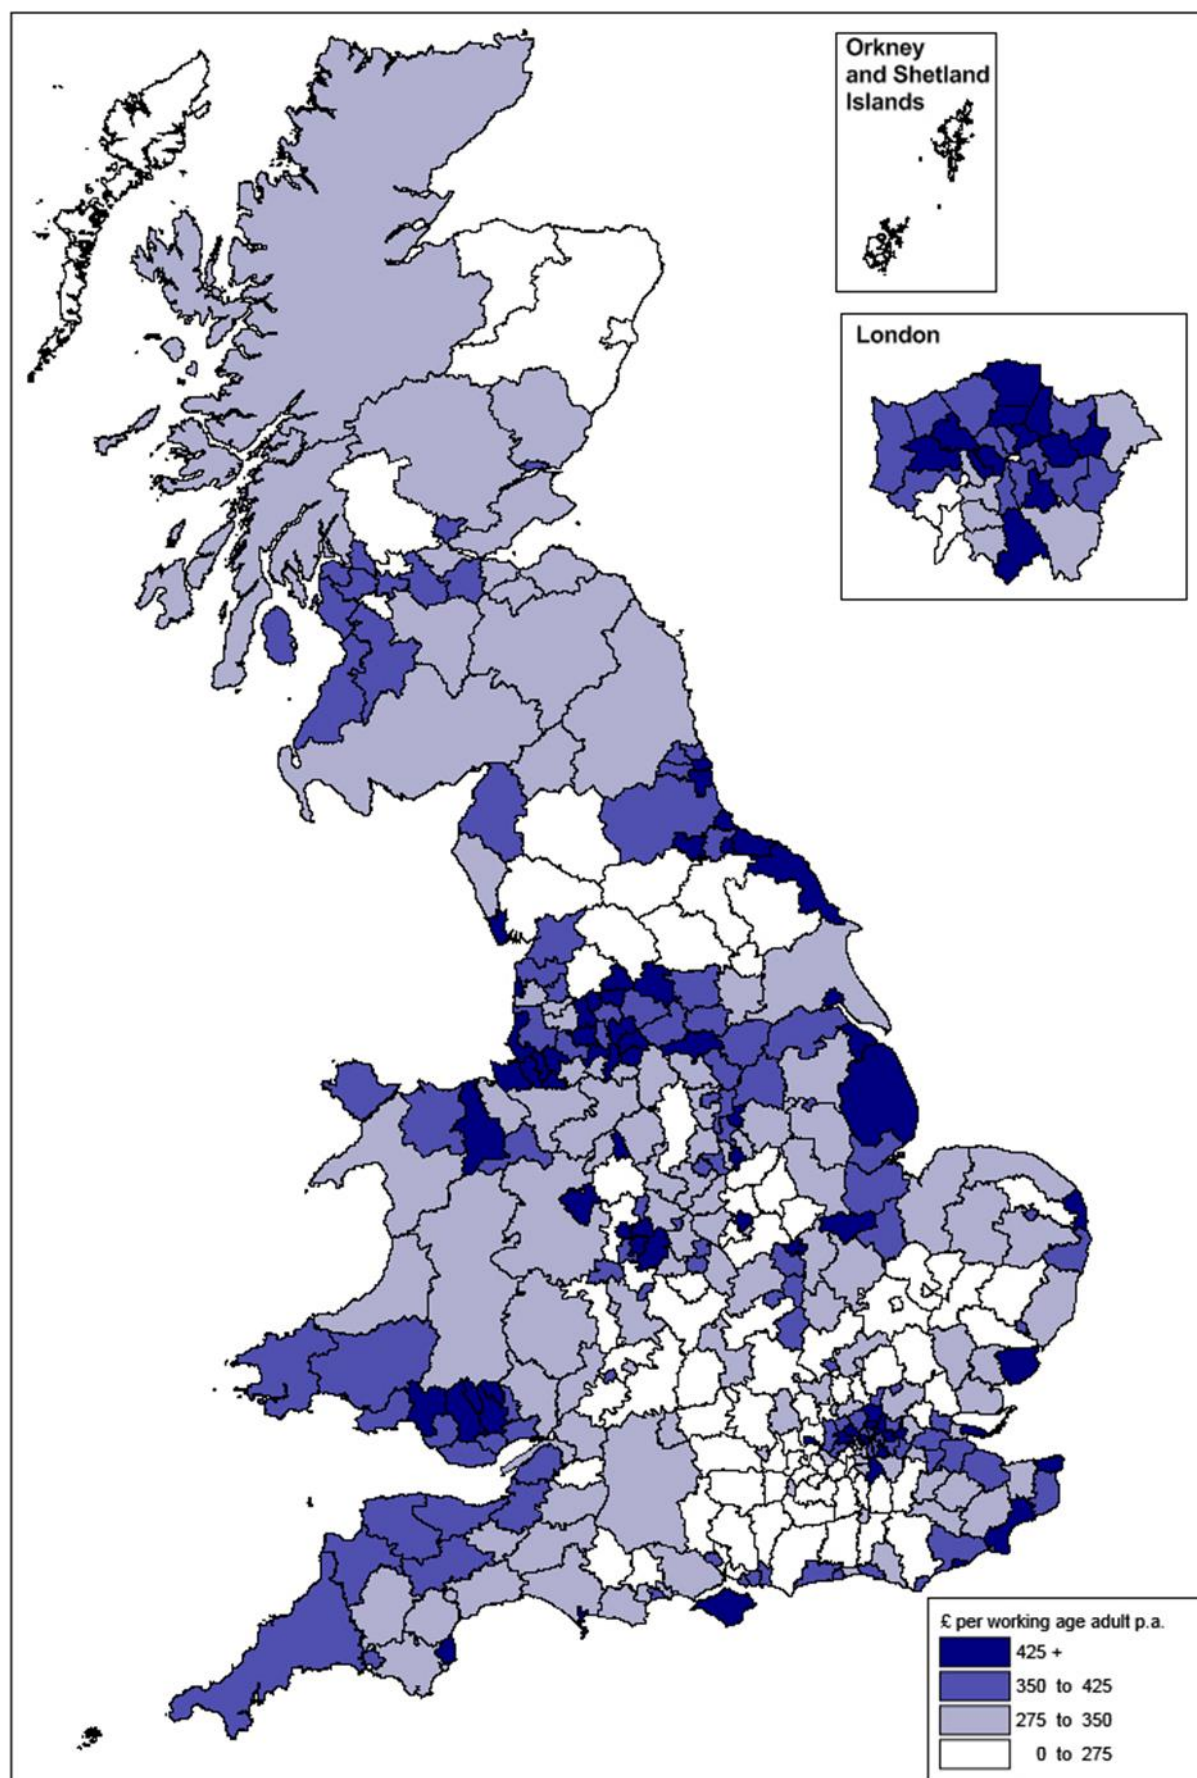 Orkney
and Shetland
Islands
London
£ per working age adult p.a.
425 +
350 to 425
275 to 350
0 to 275